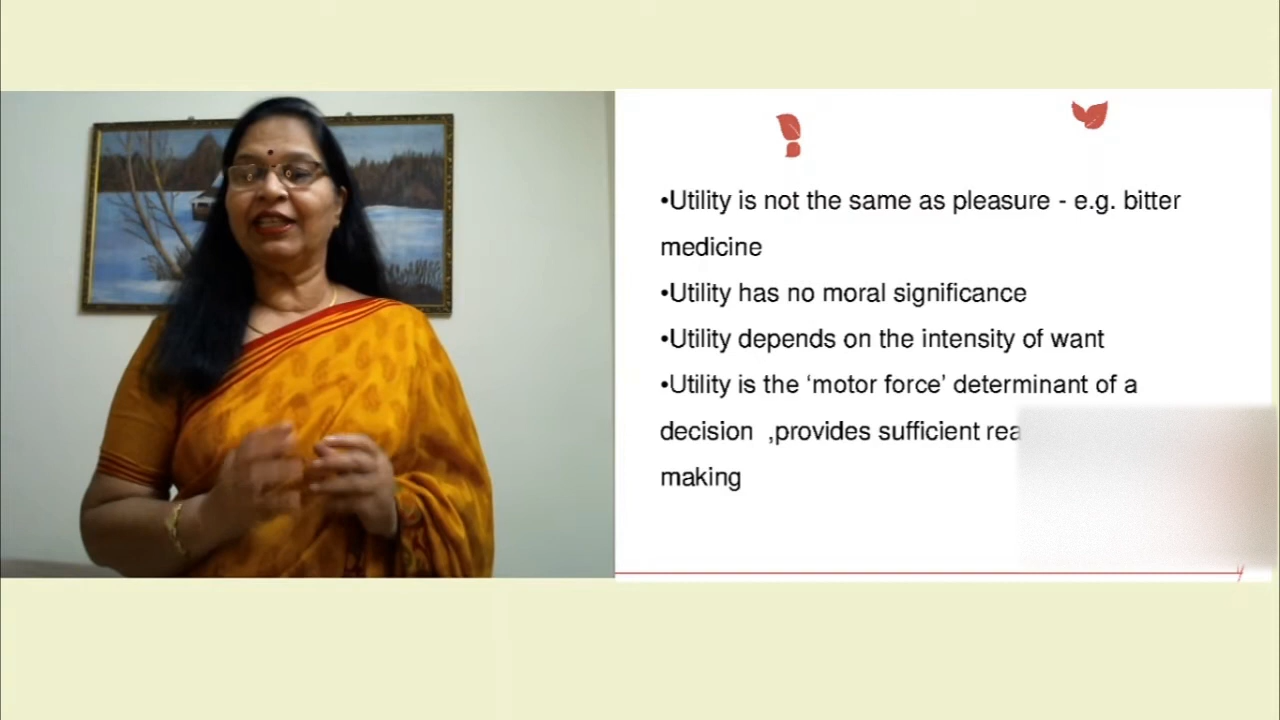 •Utility is not the same as pleasure - e.g. bitter
medicine
•Utility has no moral significance
•Utility depends on the intensity of want
•Utility is the ‘motor force’ determinant of a
decision ,provides sufficient
making